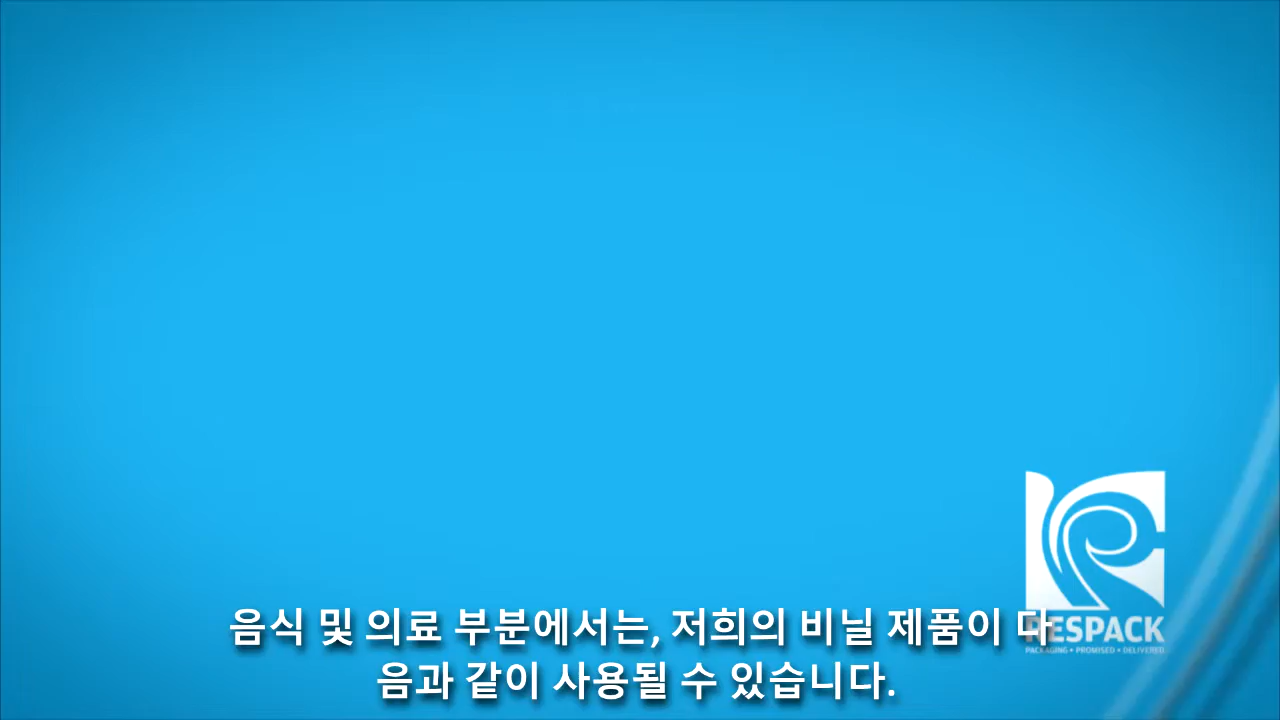 음식 및 의료 부분에서는, 저희의 비닐 제품이 다
음과 같이 사용될 수 있습니다.
RESPACK
PACKAGING • PROMISED • DELIVERED